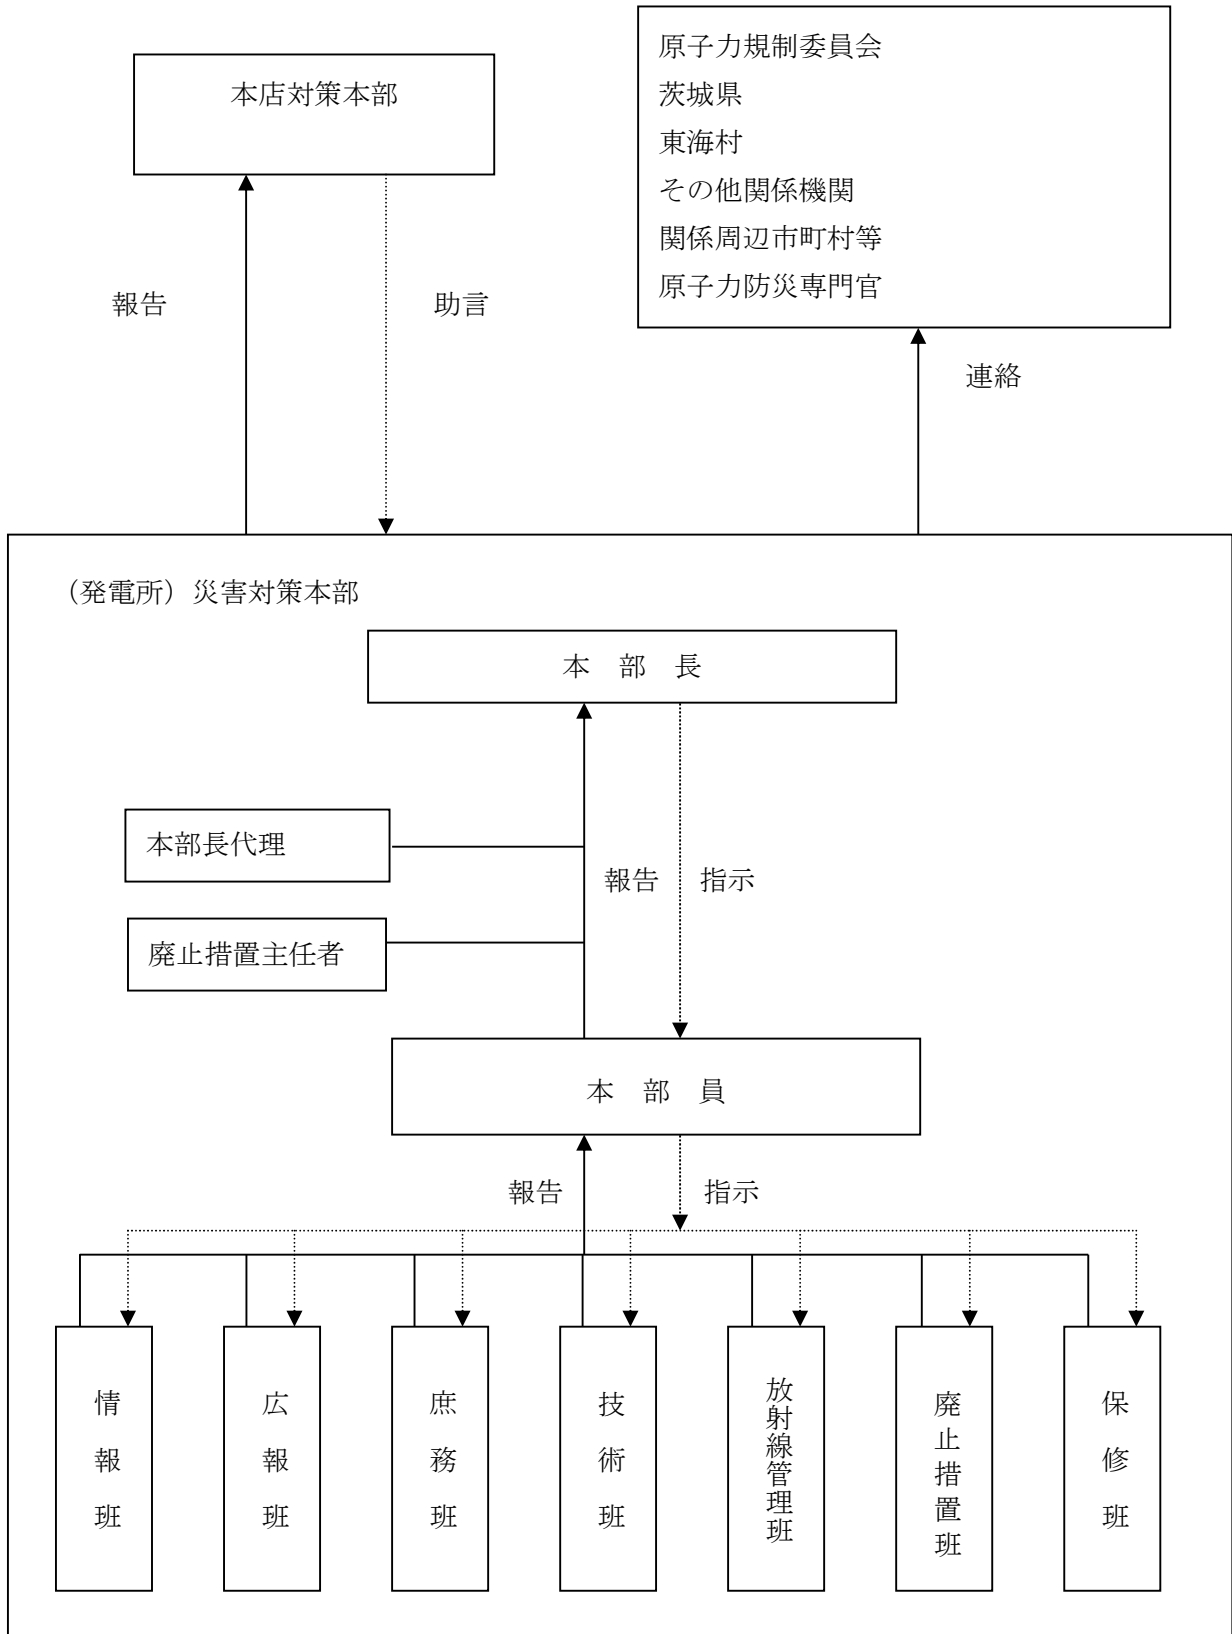 本店対策本部
原子力規制委員会
茨城県
東海村
その他関係機関
関係周辺市町村等
原子力防災専門官
報告
助言
連絡
（発電所）災害対策本部
本　部　長
本部長代理
報告
指示
廃止措置主任者
本　部　員
報告
指示
情報班
広報班
庶務班
技術班
放射線管理班
廃止措置班
保修班